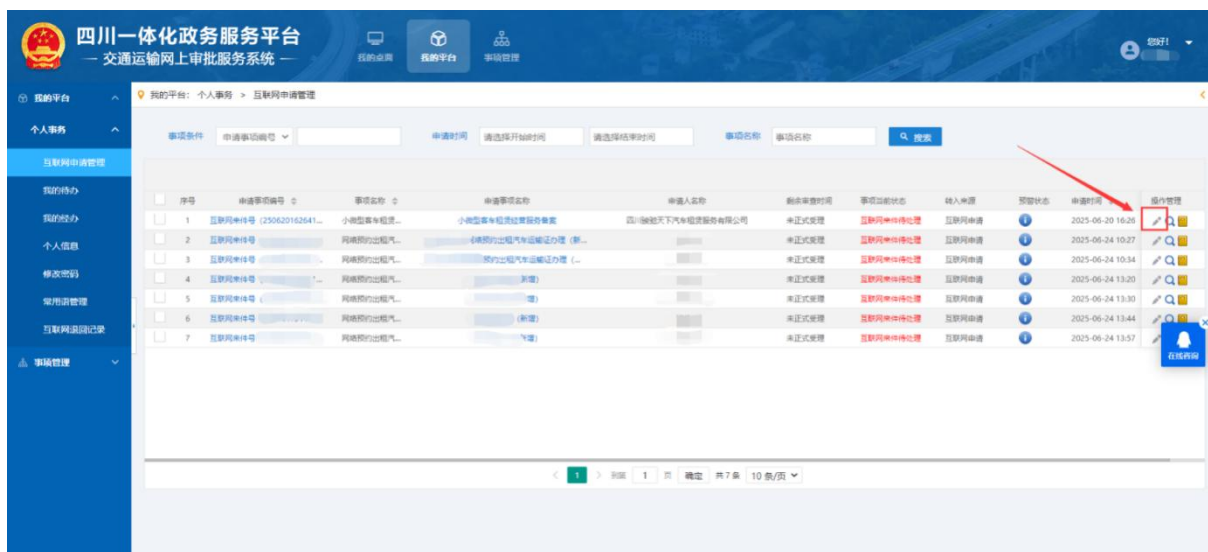 四川一体化政务服务平台
— 交通运输网上审批服务系统 —
我的桌面
我的平台
事项管理
您好!
我的平台
个人事务
互联网申请管理
我的待办
我的经办
个人信息
修改密码
常用语管理
互联网退回记录
事项管理
我的平台: 个人事务 > 互联网申请管理
事项条件 申请事项编号 申请时间 请选择开始时间 请选择结束时间 事项名称 事项名称 搜索
序号 申请事项编号 事项名称 申请事项名称 申请人名称 剩余审查时间 事项当前状态 转入来源 预警状态 申请时间 操作管理
1 互联网来件号 (250620162641... 小微型客车租赁... 小微型客车租赁经营服务备案 四川骏驰天下汽车租赁服务有限公司 未正式受理 互联网来件待处理 互联网申请 2025-06-20 16:26
2 互联网来件号 网络预约出租汽... 络预约出租汽车运输证办理 (新... 未正式受理 互联网来件待处理 互联网申请 2025-06-24 10:27
3 互联网来件号 网络预约出租汽... 预约出租汽车运输证办理 (... 未正式受理 互联网来件待处理 互联网申请 2025-06-24 10:34
4 互联网来件号 网络预约出租汽... 新增) 未正式受理 互联网来件待处理 互联网申请 2025-06-24 13:20
5 互联网来件号 ( 网络预约出租汽... 增) 未正式受理 互联网来件待处理 互联网申请 2025-06-24 13:30
6 互联网来件号 网络预约出租汽... (新增) 未正式受理 互联网来件待处理 互联网申请 2025-06-24 13:44
7 互联网来件号 网络预约出租汽... 增) 未正式受理 互联网来件待处理 互联网申请 2025-06-24 13:57
在线咨询
< 1 > 到第 1 页 确定 共 7 条 10 条/页